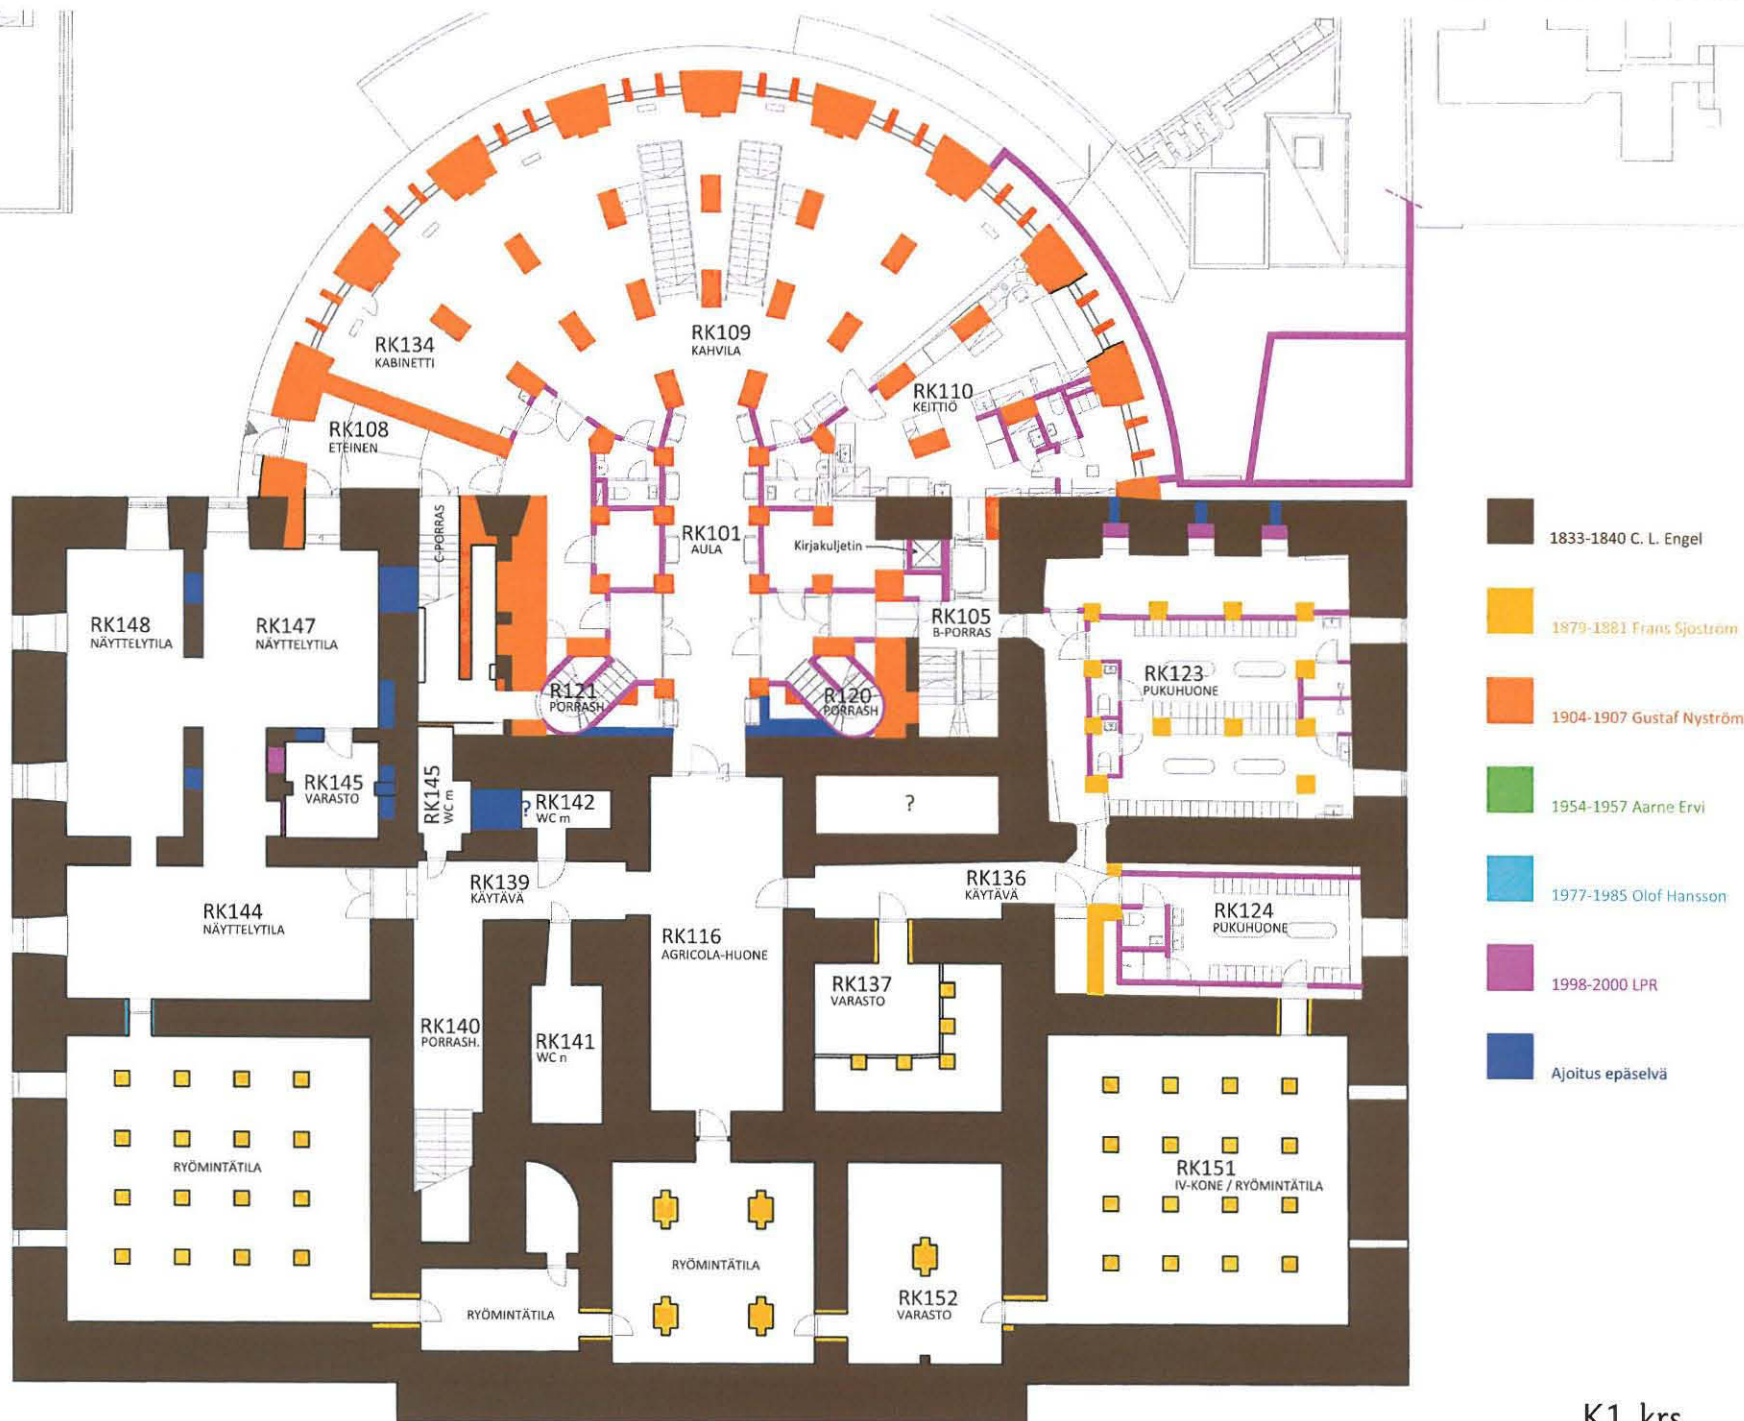 RK109
KAHVILA
RK134
KABINETTI
RK110
KEITTIÖ
RK108
ETEINEN
C-PORRAS
RK101
AULA
Kirjakuljetin
RK105
B-PORRAS
RK148
NÄYTTELYTILA
RK147
NÄYTTELYTILA
R121
PORRASH
R120
PORRASH
RK123
PUKUHUONE
RK145
VARASTO
RK145
WC m
?
RK142
WC m
?
RK139
KÄYTÄVÄ
RK136
KÄYTÄVÄ
RK144
NÄYTTELYTILA
RK124
PUKUHUONE
RK116
AGRICOLA-HUONE
RK137
VARASTO
RK140
PORRASH.
RK141
WC n
RYÖMINTÄTILA
RK151
IV-KONE / RYÖMINTÄTILA
RYÖMINTÄTILA
RYÖMINTÄTILA
RK152
VARASTO
1833-1840 C. L. Engel
1879-1881 Frans Sjöström
1904-1907 Gustaf Nyström
1954-1957 Aarne Ervi
1977-1985 Olof Hansson
1998-2000 LPR
Ajoitus epäselvä
K1. krs